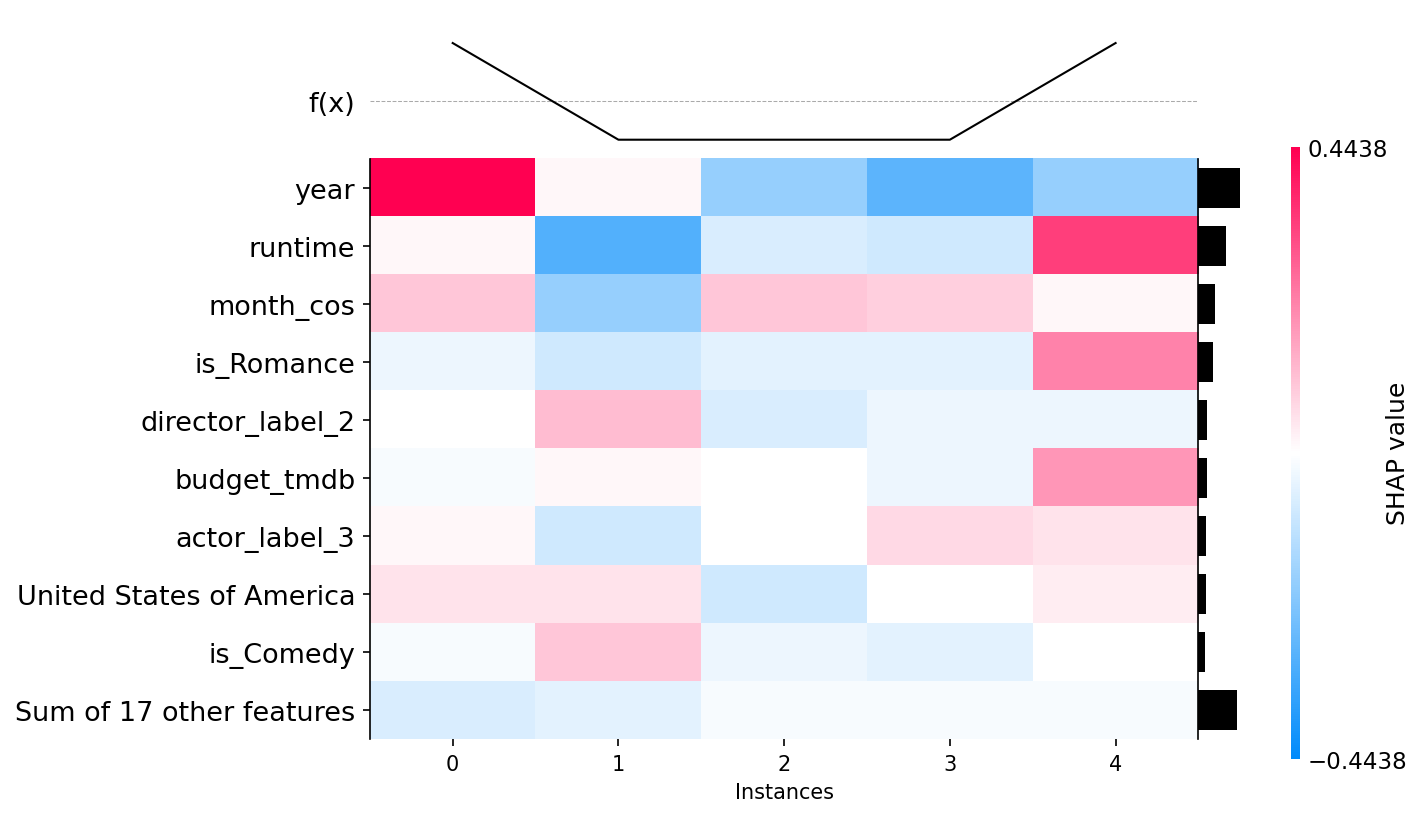 f(x)
0.4438
year
runtime
month_cos
is_Romance
director_label_2
budget_tmdb
actor_label_3
United States of America
is_Comedy
Sum of 17 other features
SHAP value
−0.4438
0 1 2 3 4
Instances